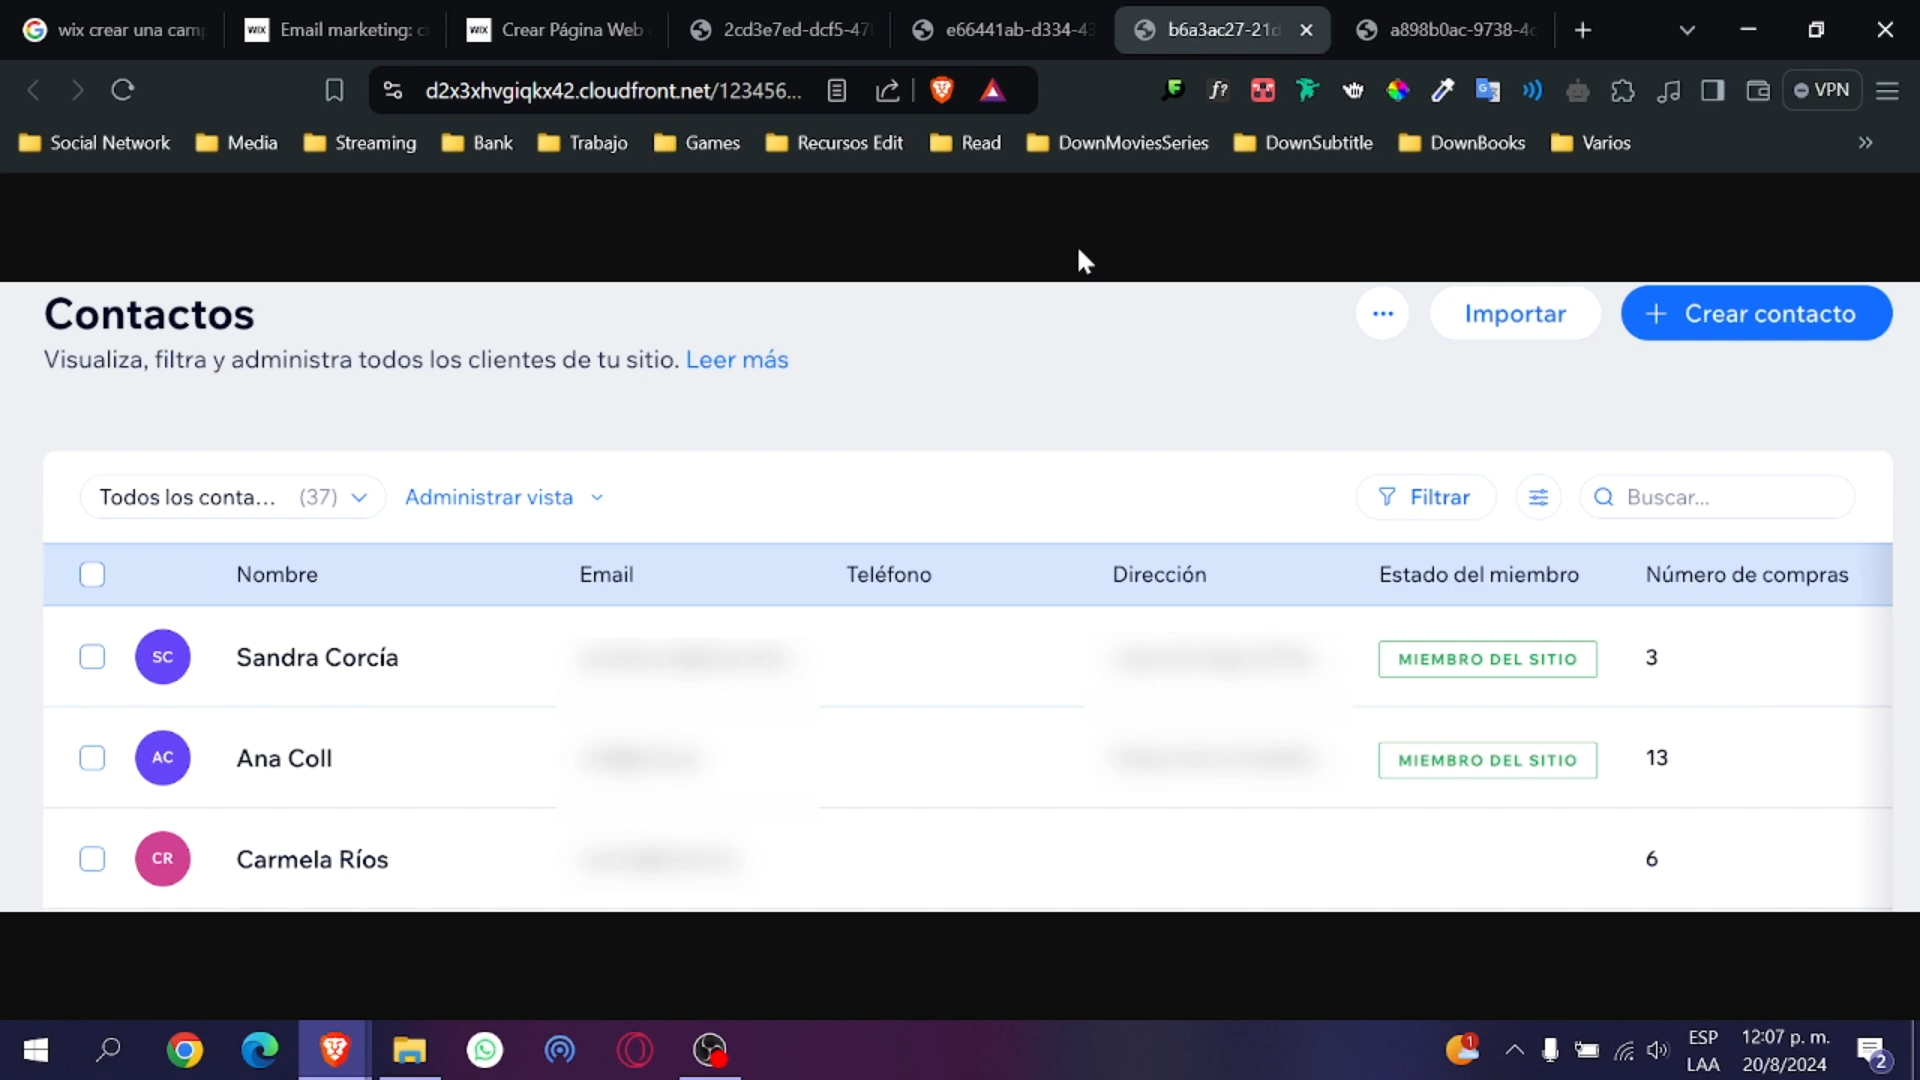 wix crear una cam
Email marketing: c
Crear Página Web
2cd3e7ed-dcf5-47
e66441ab-d334-43
b6a3ac27-21d
a898b0ac-9738-4c
d2x3xhvgiqkx42.cloudfront.net/123456...
VPN
Social Network
Media
Streaming
Bank
Trabajo
Games
Recursos Edit
Read
DownMoviesSeries
DownSubtitle
DownBooks
Varios
Contactos
Importar
+ Crear contacto
Visualiza, filtra y administra todos los clientes de tu sitio. Leer más
Todos los conta... (37)
Administrar vista
Filtrar
Buscar...
Nombre Email Teléfono Dirección Estado del miembro Número de compras
SC Sandra Corcía MIEMBRO DEL SITIO 3
AC Ana Coll MIEMBRO DEL SITIO 13
CR Carmela Ríos 6
1
ESP
LAA
12:07 p. m.
20/8/2024
2